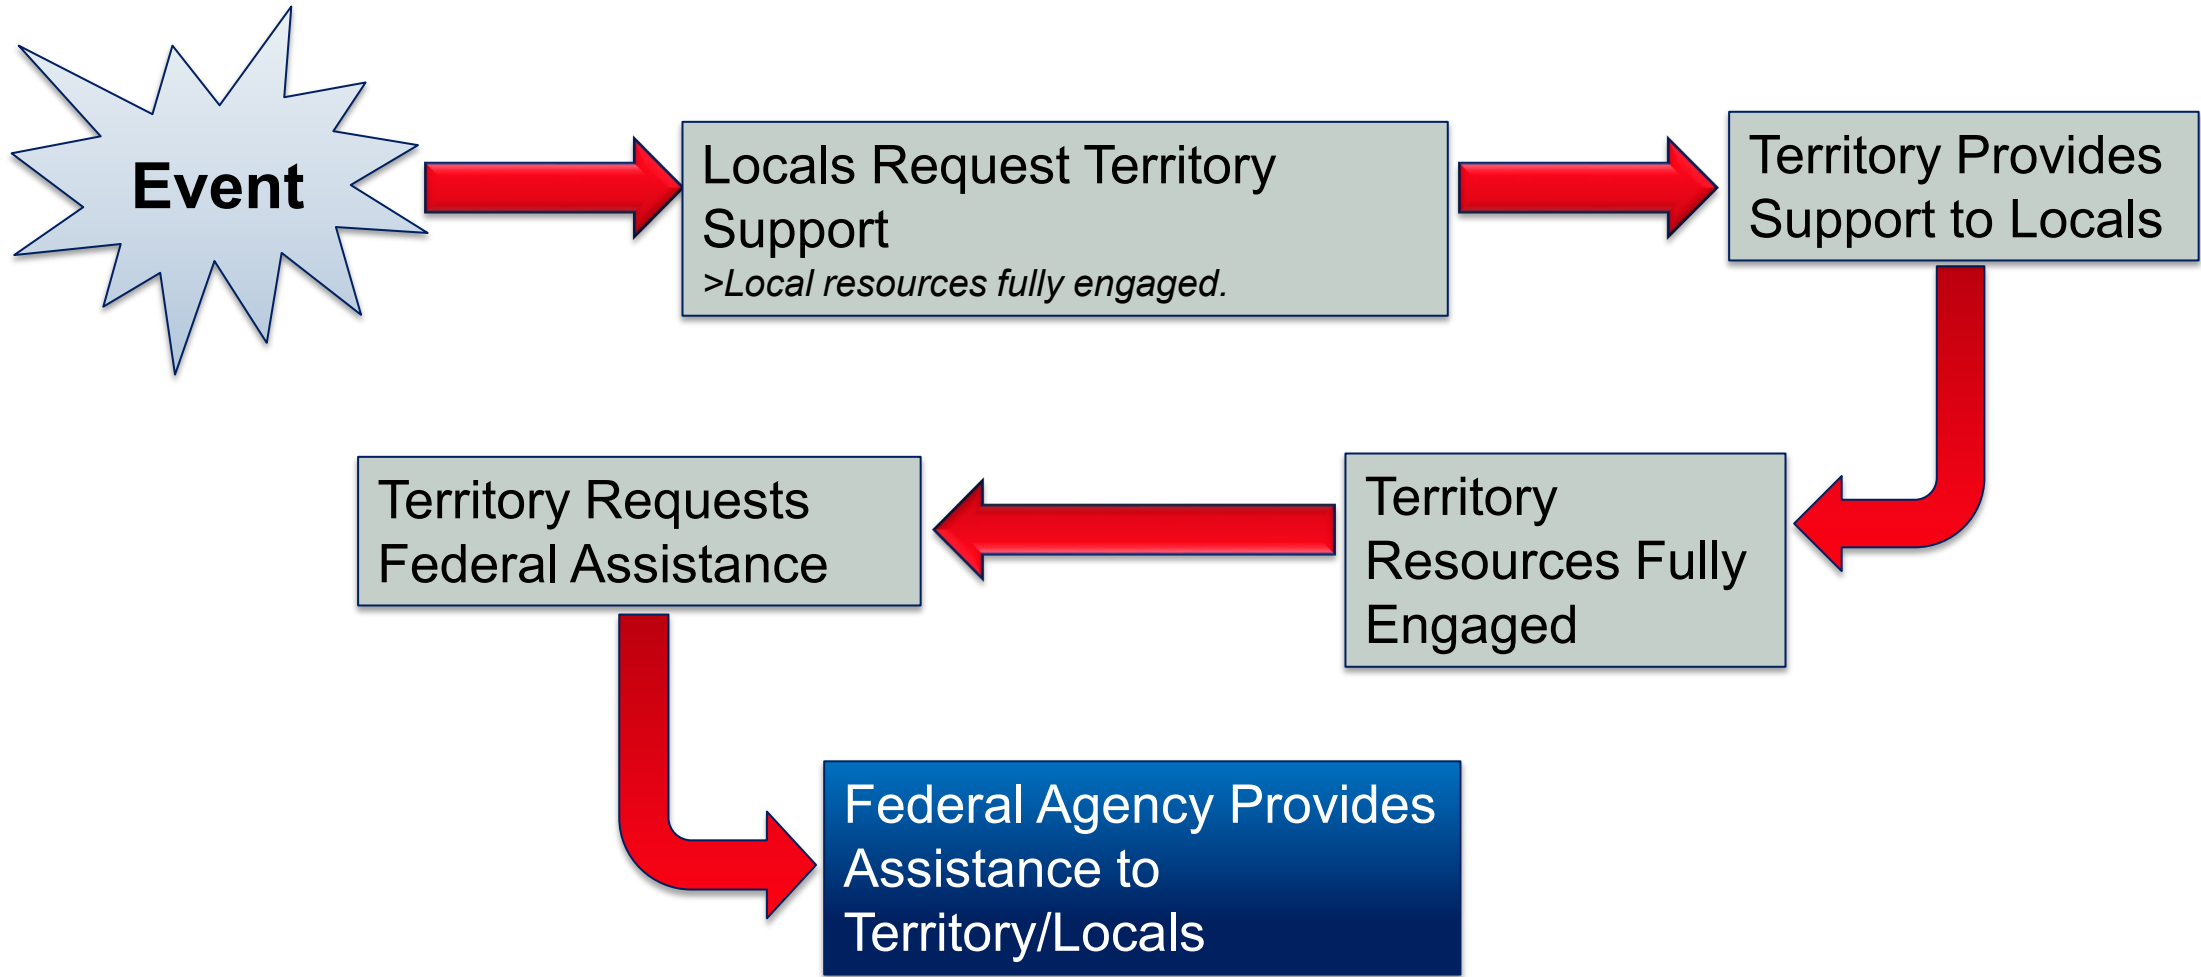 Event
Locals Request Territory
Support
>Local resources fully engaged.
Territory Provides
Support to Locals
Territory
Resources Fully
Engaged
Territory Requests
Federal Assistance
Federal Agency Provides
Assistance to
Territory/Locals